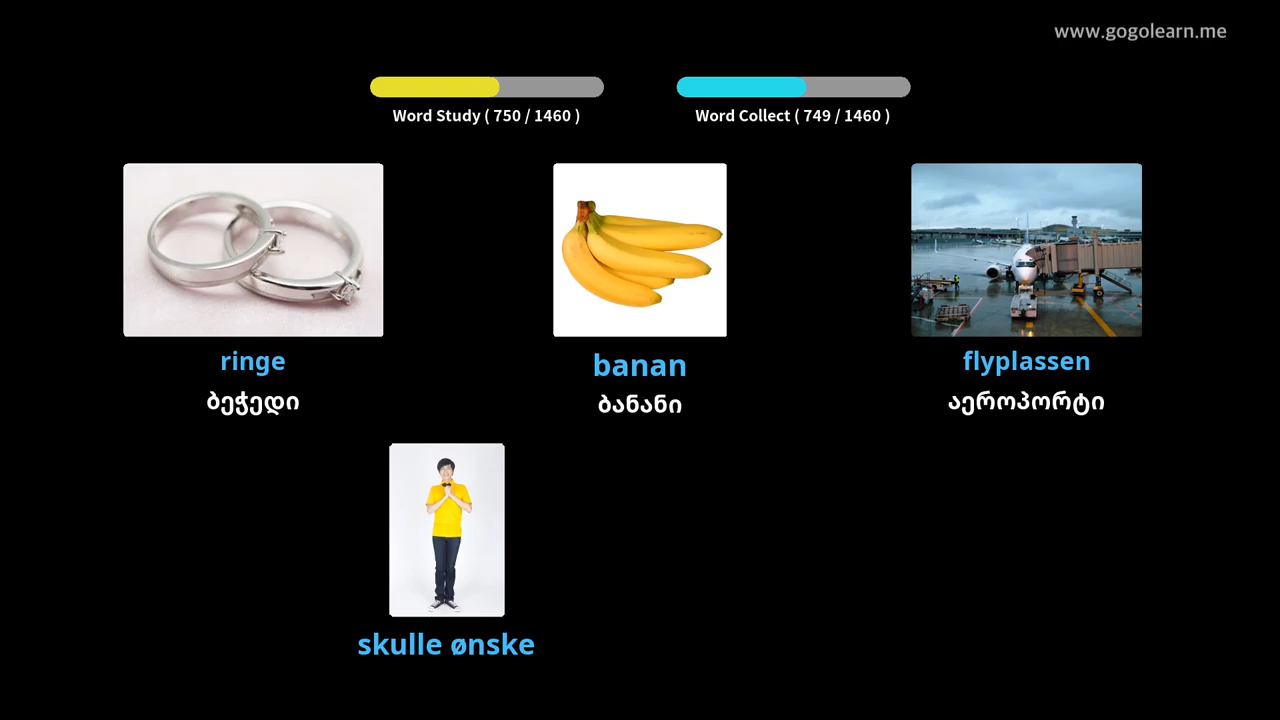 www.gogolearn.me
Word Study ( 750 / 1460 )
Word Collect ( 749 / 1460 )
ringe
banan
flyplassen
ბეჭედი
ბანანი
აეროპორტი
skulle ønske